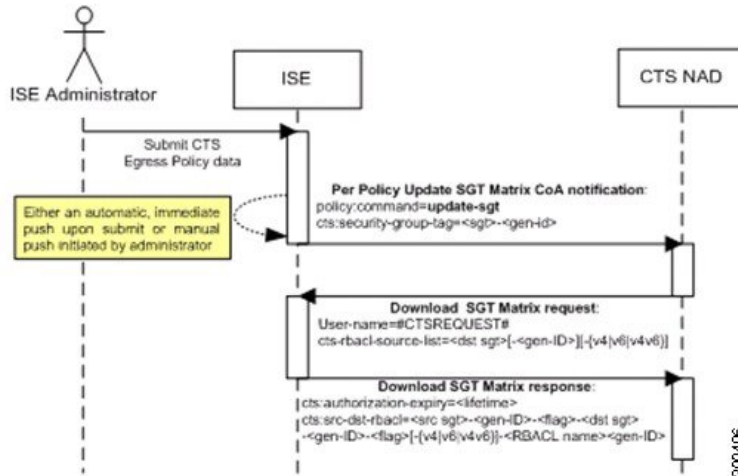 ISE Administrator
ISE
CTS NAD
Submit CTS
Egress Policy data
Either an automatic, immediate
push upon submit or manual
push initiated by administrator
Per Policy Update SGT Matrix CoA notification:
policy:command=update-sgt
cts:security-group-tag=<sgt>-<gen-id>
Download SGT Matrix request:
User-name=#CTSREQUEST#
cts-rbacl-source-list=<dst sgt>[-<gen-ID>][-{v4|v6|v4v6}]
Download SGT Matrix response:
cts:authorization-expiry=<lifetime>
cts:src-dst-rbacl=<src sgt>-<gen-ID>-<flag>-<dst sgt>
-<gen-ID>-<flag>[-{v4|v6|v4v6}]-<RBACL name><gen-ID>